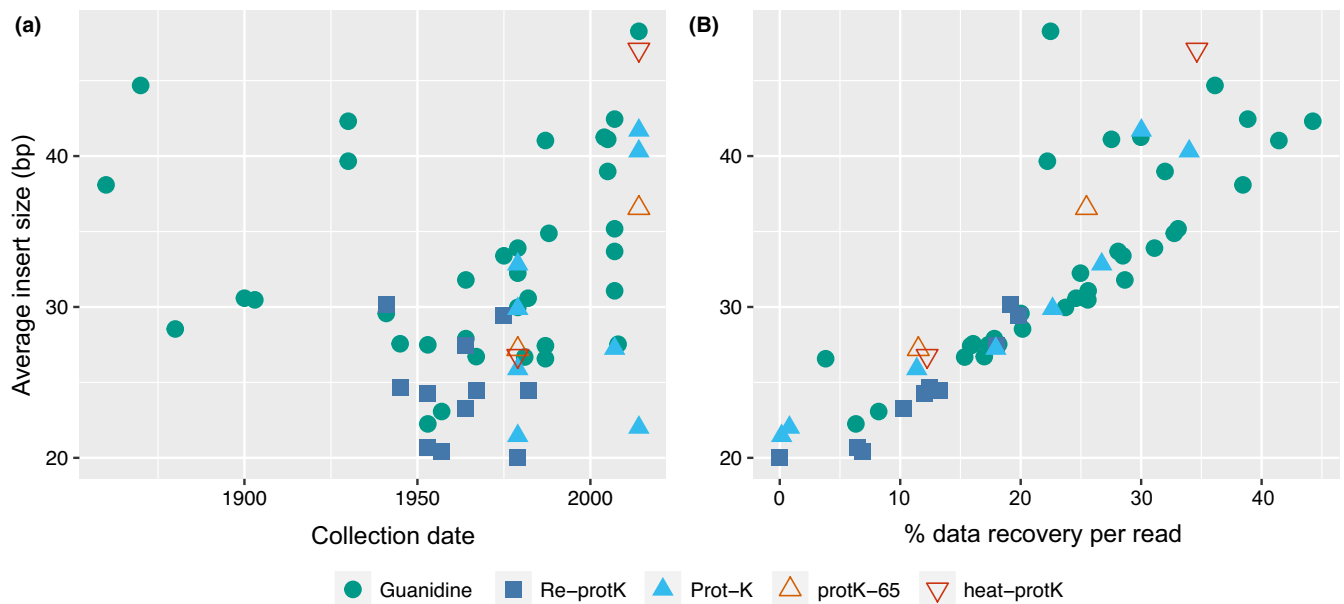 (a)
(B)
Average insert size (bp)
40
30
20
1900
1950
2000
Collection date
40
30
20
0
10
20
30
40
% data recovery per read
Guanidine
Re−protK
Prot−K
protK−65
heat−protK